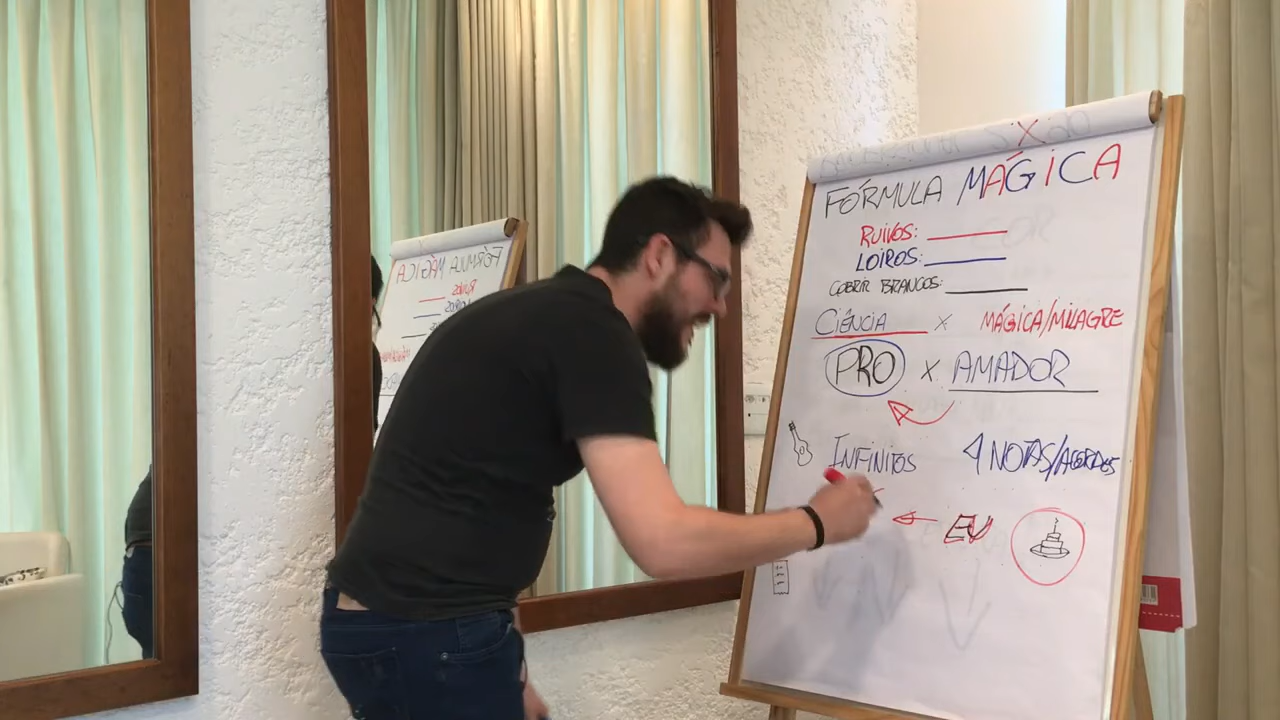 FÓRMULA MÁGICA
RUIVOS:
LOIROS:
COBRIR BRANCOS:
CIÊNCIA X MÁGICA/MILAGRE
PRO X AMADOR
INFINITOS 4 NOTAS/ACORDES
EU